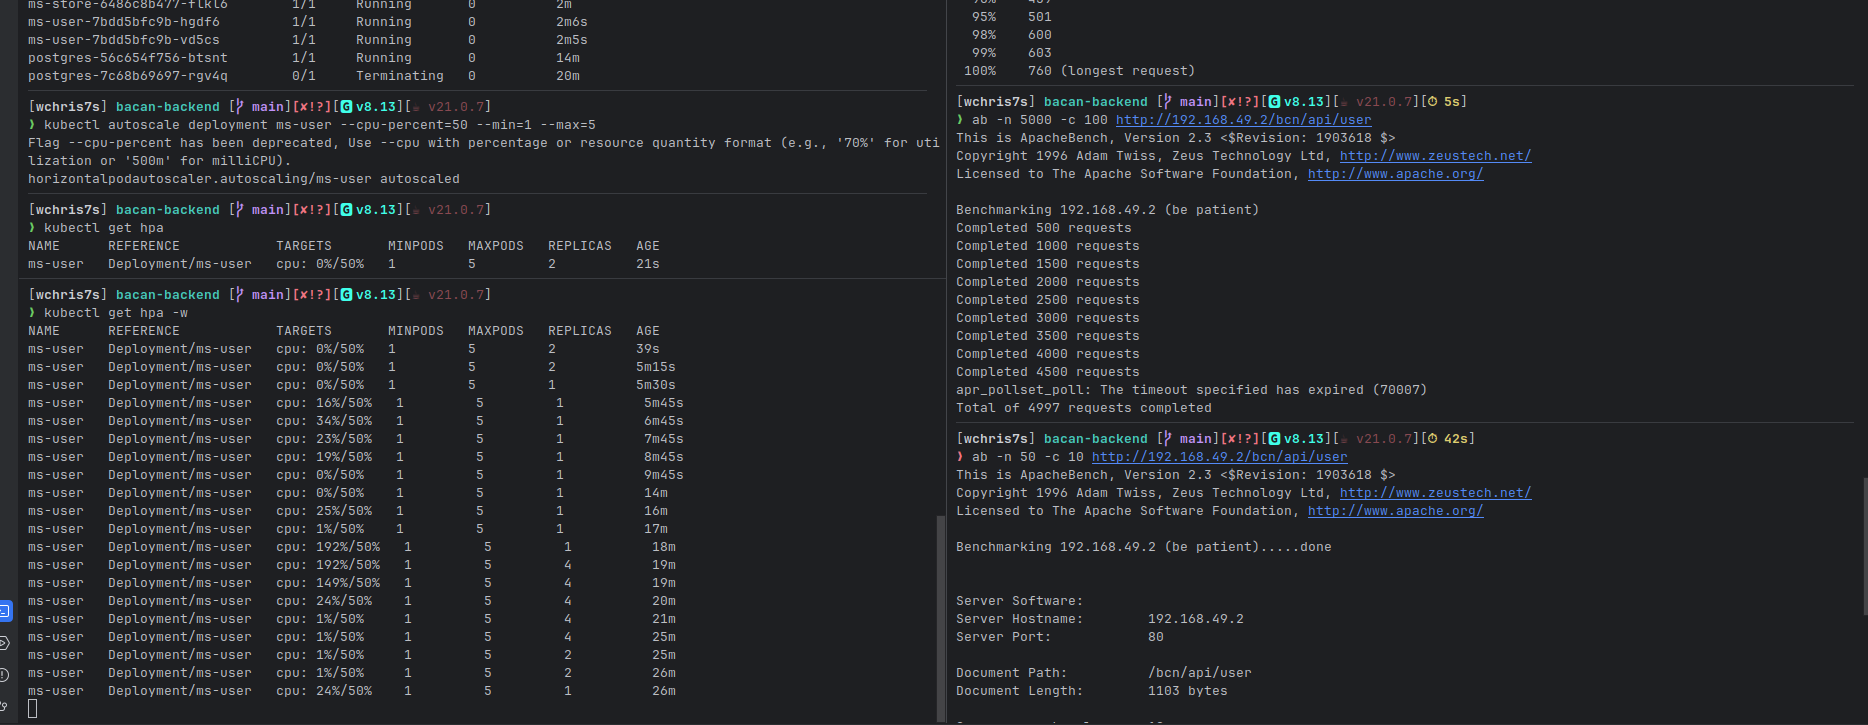 ms-store-6486c8b477-flkl6 1/1 Running 0 2m
ms-user-7bdd5bfc9b-hgdf6 1/1 Running 0 2m6s
ms-user-7bdd5bfc9b-vd5cs 1/1 Running 0 2m5s
postgres-56c654f756-btsnt 1/1 Running 0 14m
postgres-7c68b69697-rgv4q 0/1 Terminating 0 20m
[wchris7s] bacan-backend [ main][✘!?][G v8.13][☕ v21.0.7]
❯ kubectl autoscale deployment ms-user --cpu-percent=50 --min=1 --max=5
Flag --cpu-percent has been deprecated, Use --cpu with percentage or resource quantity format (e.g., '70%' for uti
lization or '500m' for milliCPU).
horizontalpodautoscaler.autoscaling/ms-user autoscaled
[wchris7s] bacan-backend [ main][✘!?][G v8.13][☕ v21.0.7]
❯ kubectl get hpa
NAME REFERENCE TARGETS MINPODS MAXPODS REPLICAS AGE
ms-user Deployment/ms-user cpu: 0%/50% 1 5 2 21s
[wchris7s] bacan-backend [ main][✘!?][G v8.13][☕ v21.0.7]
❯ kubectl get hpa -w
NAME REFERENCE TARGETS MINPODS MAXPODS REPLICAS AGE
ms-user Deployment/ms-user cpu: 0%/50% 1 5 2 39s
ms-user Deployment/ms-user cpu: 0%/50% 1 5 2 5m15s
ms-user Deployment/ms-user cpu: 0%/50% 1 5 1 5m30s
ms-user Deployment/ms-user cpu: 16%/50% 1 5 1 5m45s
ms-user Deployment/ms-user cpu: 34%/50% 1 5 1 6m45s
ms-user Deployment/ms-user cpu: 23%/50% 1 5 1 7m45s
ms-user Deployment/ms-user cpu: 19%/50% 1 5 1 8m45s
ms-user Deployment/ms-user cpu: 0%/50% 1 5 1 9m45s
ms-user Deployment/ms-user cpu: 0%/50% 1 5 1 14m
ms-user Deployment/ms-user cpu: 25%/50% 1 5 1 16m
ms-user Deployment/ms-user cpu: 1%/50% 1 5 1 17m
ms-user Deployment/ms-user cpu: 192%/50% 1 5 1 18m
ms-user Deployment/ms-user cpu: 192%/50% 1 5 4 19m
ms-user Deployment/ms-user cpu: 149%/50% 1 5 4 19m
ms-user Deployment/ms-user cpu: 24%/50% 1 5 4 20m
ms-user Deployment/ms-user cpu: 1%/50% 1 5 4 21m
ms-user Deployment/ms-user cpu: 1%/50% 1 5 4 25m
ms-user Deployment/ms-user cpu: 1%/50% 1 5 2 25m
ms-user Deployment/ms-user cpu: 1%/50% 1 5 2 26m
ms-user Deployment/ms-user cpu: 24%/50% 1 5 1 26m
95% 501
98% 600
99% 603
100% 760 (longest request)
[wchris7s] bacan-backend [ main][✘!?][G v8.13][☕ v21.0.7][⏱ 5s]
❯ ab -n 5000 -c 100 http://192.168.49.2/bcn/api/user
This is ApacheBench, Version 2.3 <$Revision: 1903618 $>
Copyright 1996 Adam Twiss, Zeus Technology Ltd, http://www.zeustech.net/
Licensed to The Apache Software Foundation, http://www.apache.org/
Benchmarking 192.168.49.2 (be patient)
Completed 500 requests
Completed 1000 requests
Completed 1500 requests
Completed 2000 requests
Completed 2500 requests
Completed 3000 requests
Completed 3500 requests
Completed 4000 requests
Completed 4500 requests
apr_pollset_poll: The timeout specified has expired (70007)
Total of 4997 requests completed
[wchris7s] bacan-backend [ main][✘!?][G v8.13][☕ v21.0.7][⏱ 42s]
❯ ab -n 50 -c 10 http://192.168.49.2/bcn/api/user
This is ApacheBench, Version 2.3 <$Revision: 1903618 $>
Copyright 1996 Adam Twiss, Zeus Technology Ltd, http://www.zeustech.net/
Licensed to The Apache Software Foundation, http://www.apache.org/
Benchmarking 192.168.49.2 (be patient).....done
Server Software:
Server Hostname: 192.168.49.2
Server Port: 80
Document Path: /bcn/api/user
Document Length: 1103 bytes